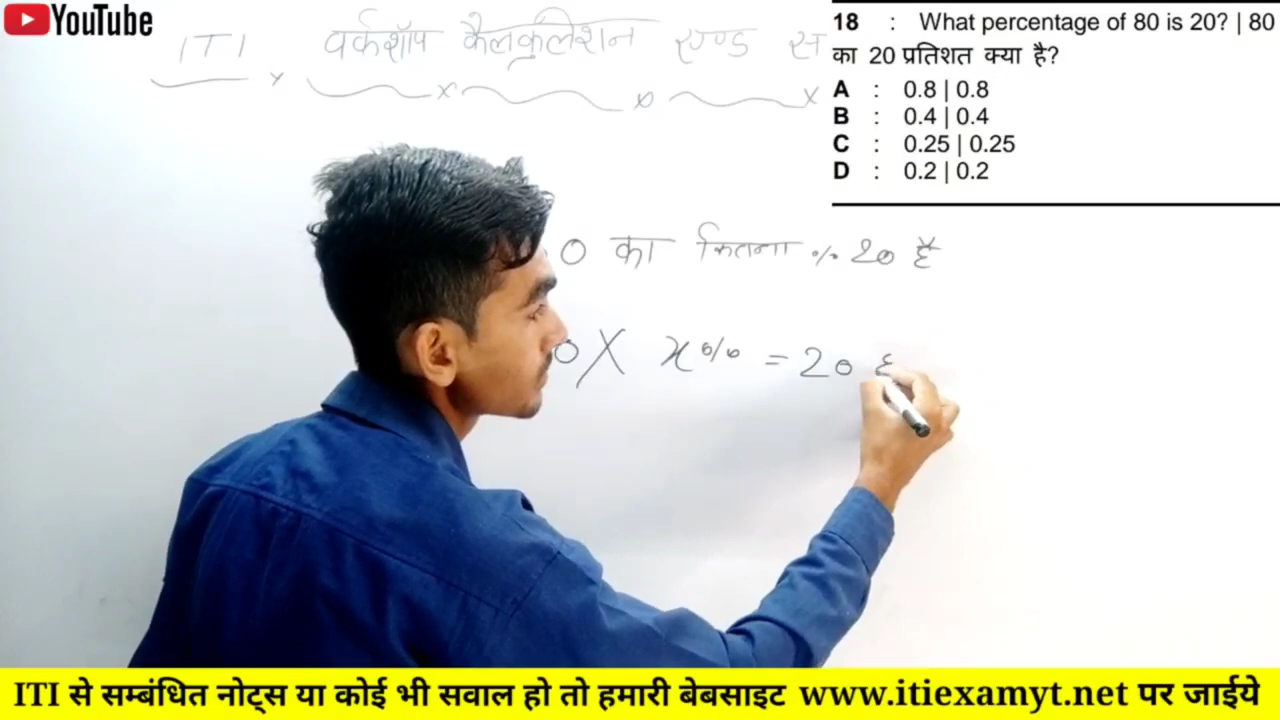 YouTube
ITI वर्कशॉप कैलकुलेशन एण्ड स
18 : What percentage of 80 is 20? | 80
का 20 प्रतिशत क्या है?
A : 0.8 | 0.8
B : 0.4 | 0.4
C : 0.25 | 0.25
D : 0.2 | 0.2
0 का कितना % 20 है
0 X x% = 20
ITI से सम्बंधित नोट्स या कोई भी सवाल हो तो हमारी बेबसाइट www.itiexamyt.net पर जाईये